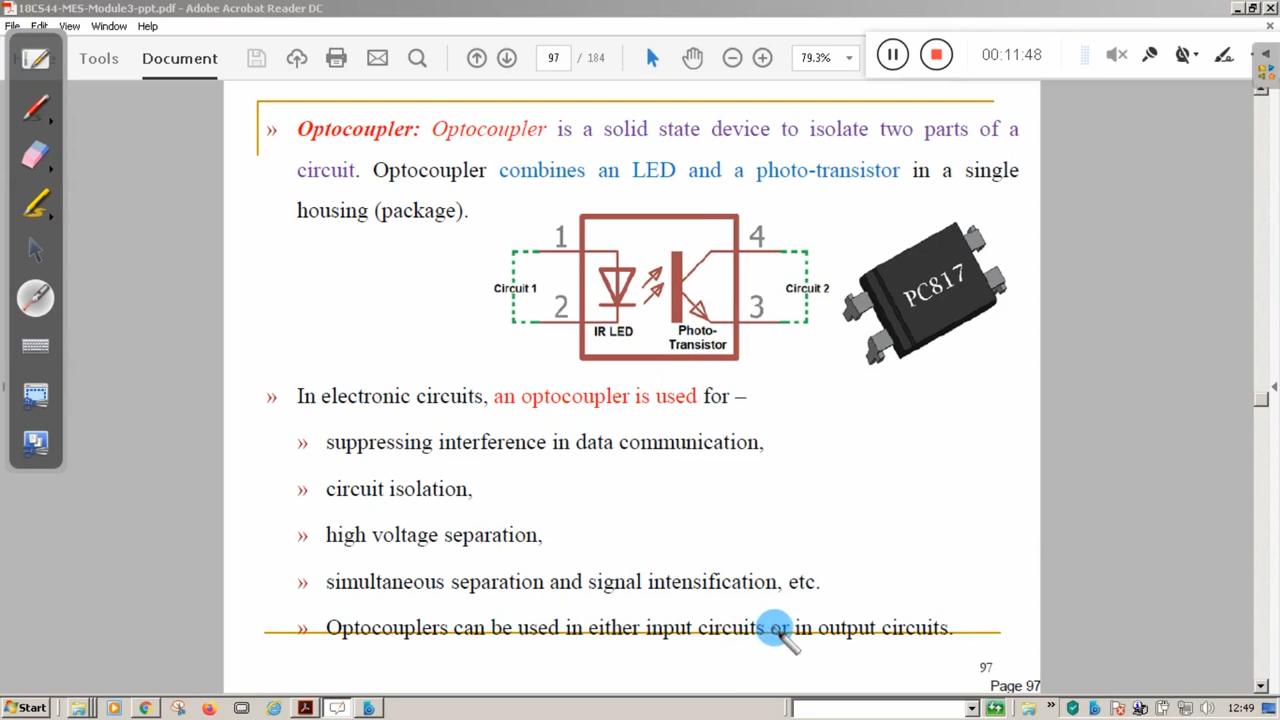 18CS44-MES-Module3-ppt.pdf - Adobe Acrobat Reader DC
File Edit View Window Help
Tools Document 97 / 184 79.3% 00:11:48
» Optocoupler: Optocoupler is a solid state device to isolate two parts of a
circuit. Optocoupler combines an LED and a photo-transistor in a single
housing (package).
1 4
Circuit 1 Circuit 2
2 3
IR LED Photo-
Transistor
PC817
» In electronic circuits, an optocoupler is used for –
» suppressing interference in data communication,
» circuit isolation,
» high voltage separation,
» simultaneous separation and signal intensification, etc.
» Optocouplers can be used in either input circuits or in output circuits.
97
Page 97
Start 12:49